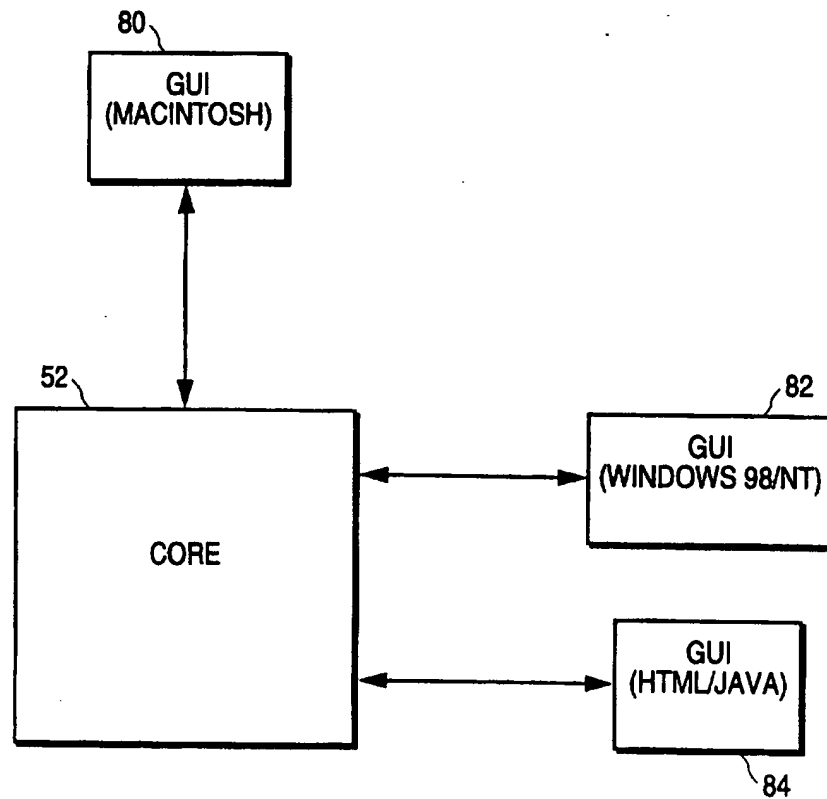 80
GUI
(MACINTOSH)
52
CORE
82
GUI
(WINDOWS 98/NT)
GUI
(HTML/JAVA)
84